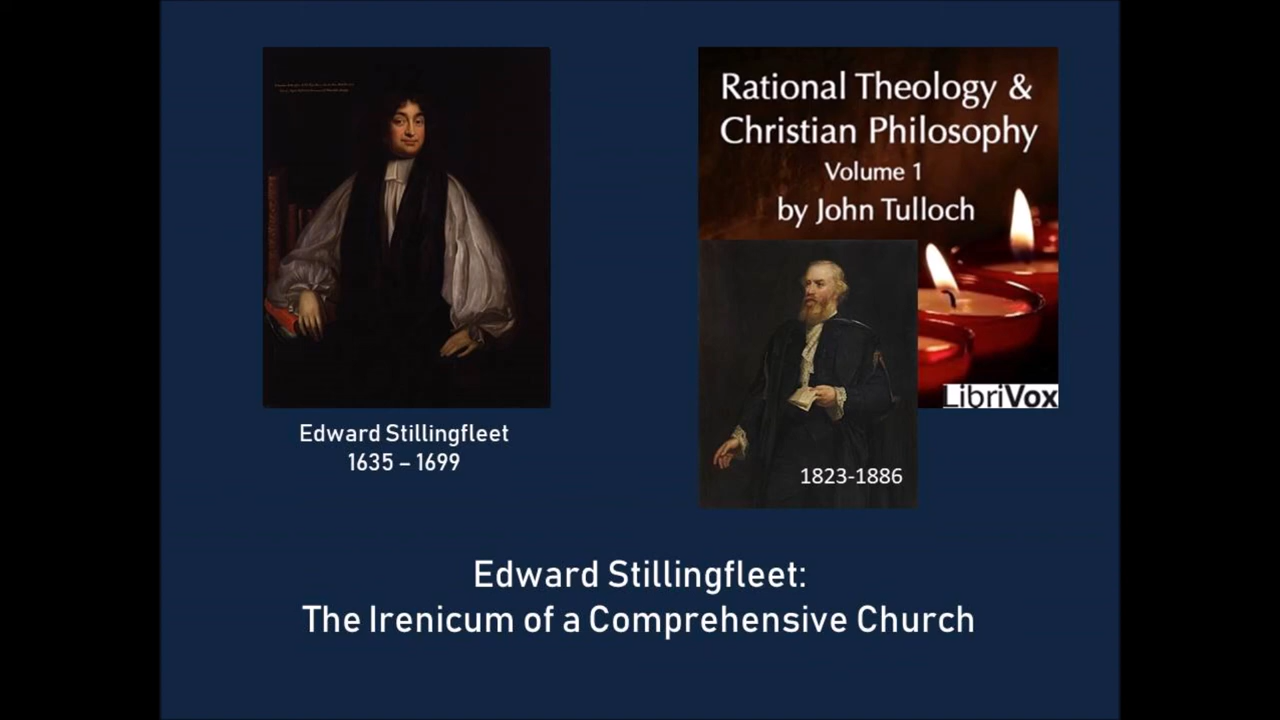 Rational Theology &
Christian Philosophy
Volume 1
by John Tulloch
LibriVox
1823-1886
Edward Stillingfleet
1635 – 1699
Edward Stillingfleet:
The Irenicum of a Comprehensive Church